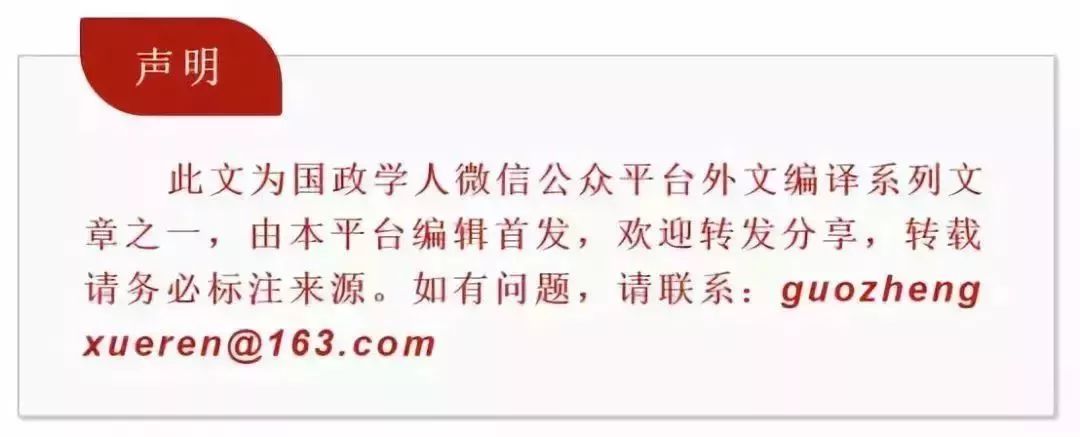 声明
此文为国政学人微信公众平台外文编译系列文
章之一，由本平台编辑首发，欢迎转发分享，转载
请务必标注来源。如有问题，请联系：guozheng
xueren@163.com